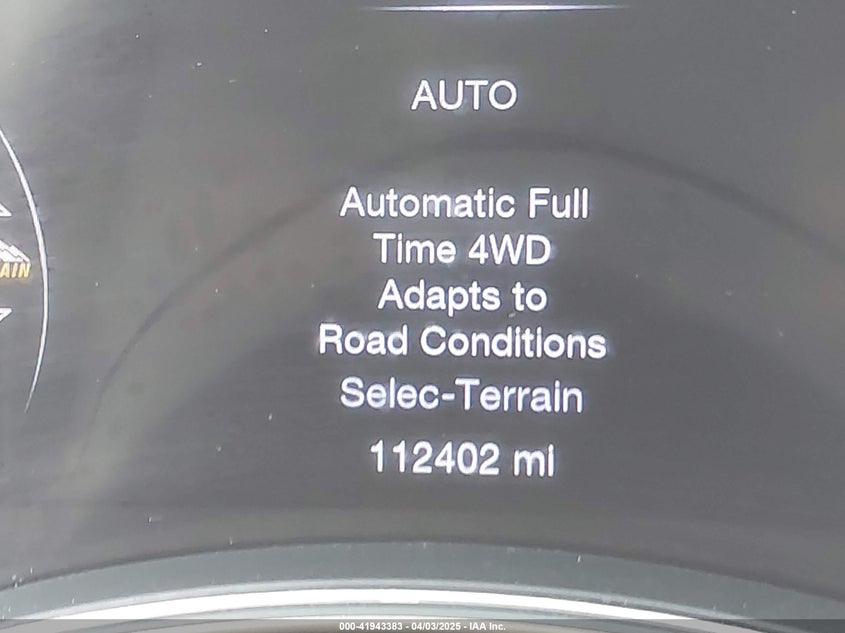 AUTO
Automatic Full
Time 4WD
AIN
Adapts to
Road Conditions
Selec-Terrain
112402 mi
000-41943383 - 04/03/2025 - IAA Inc.